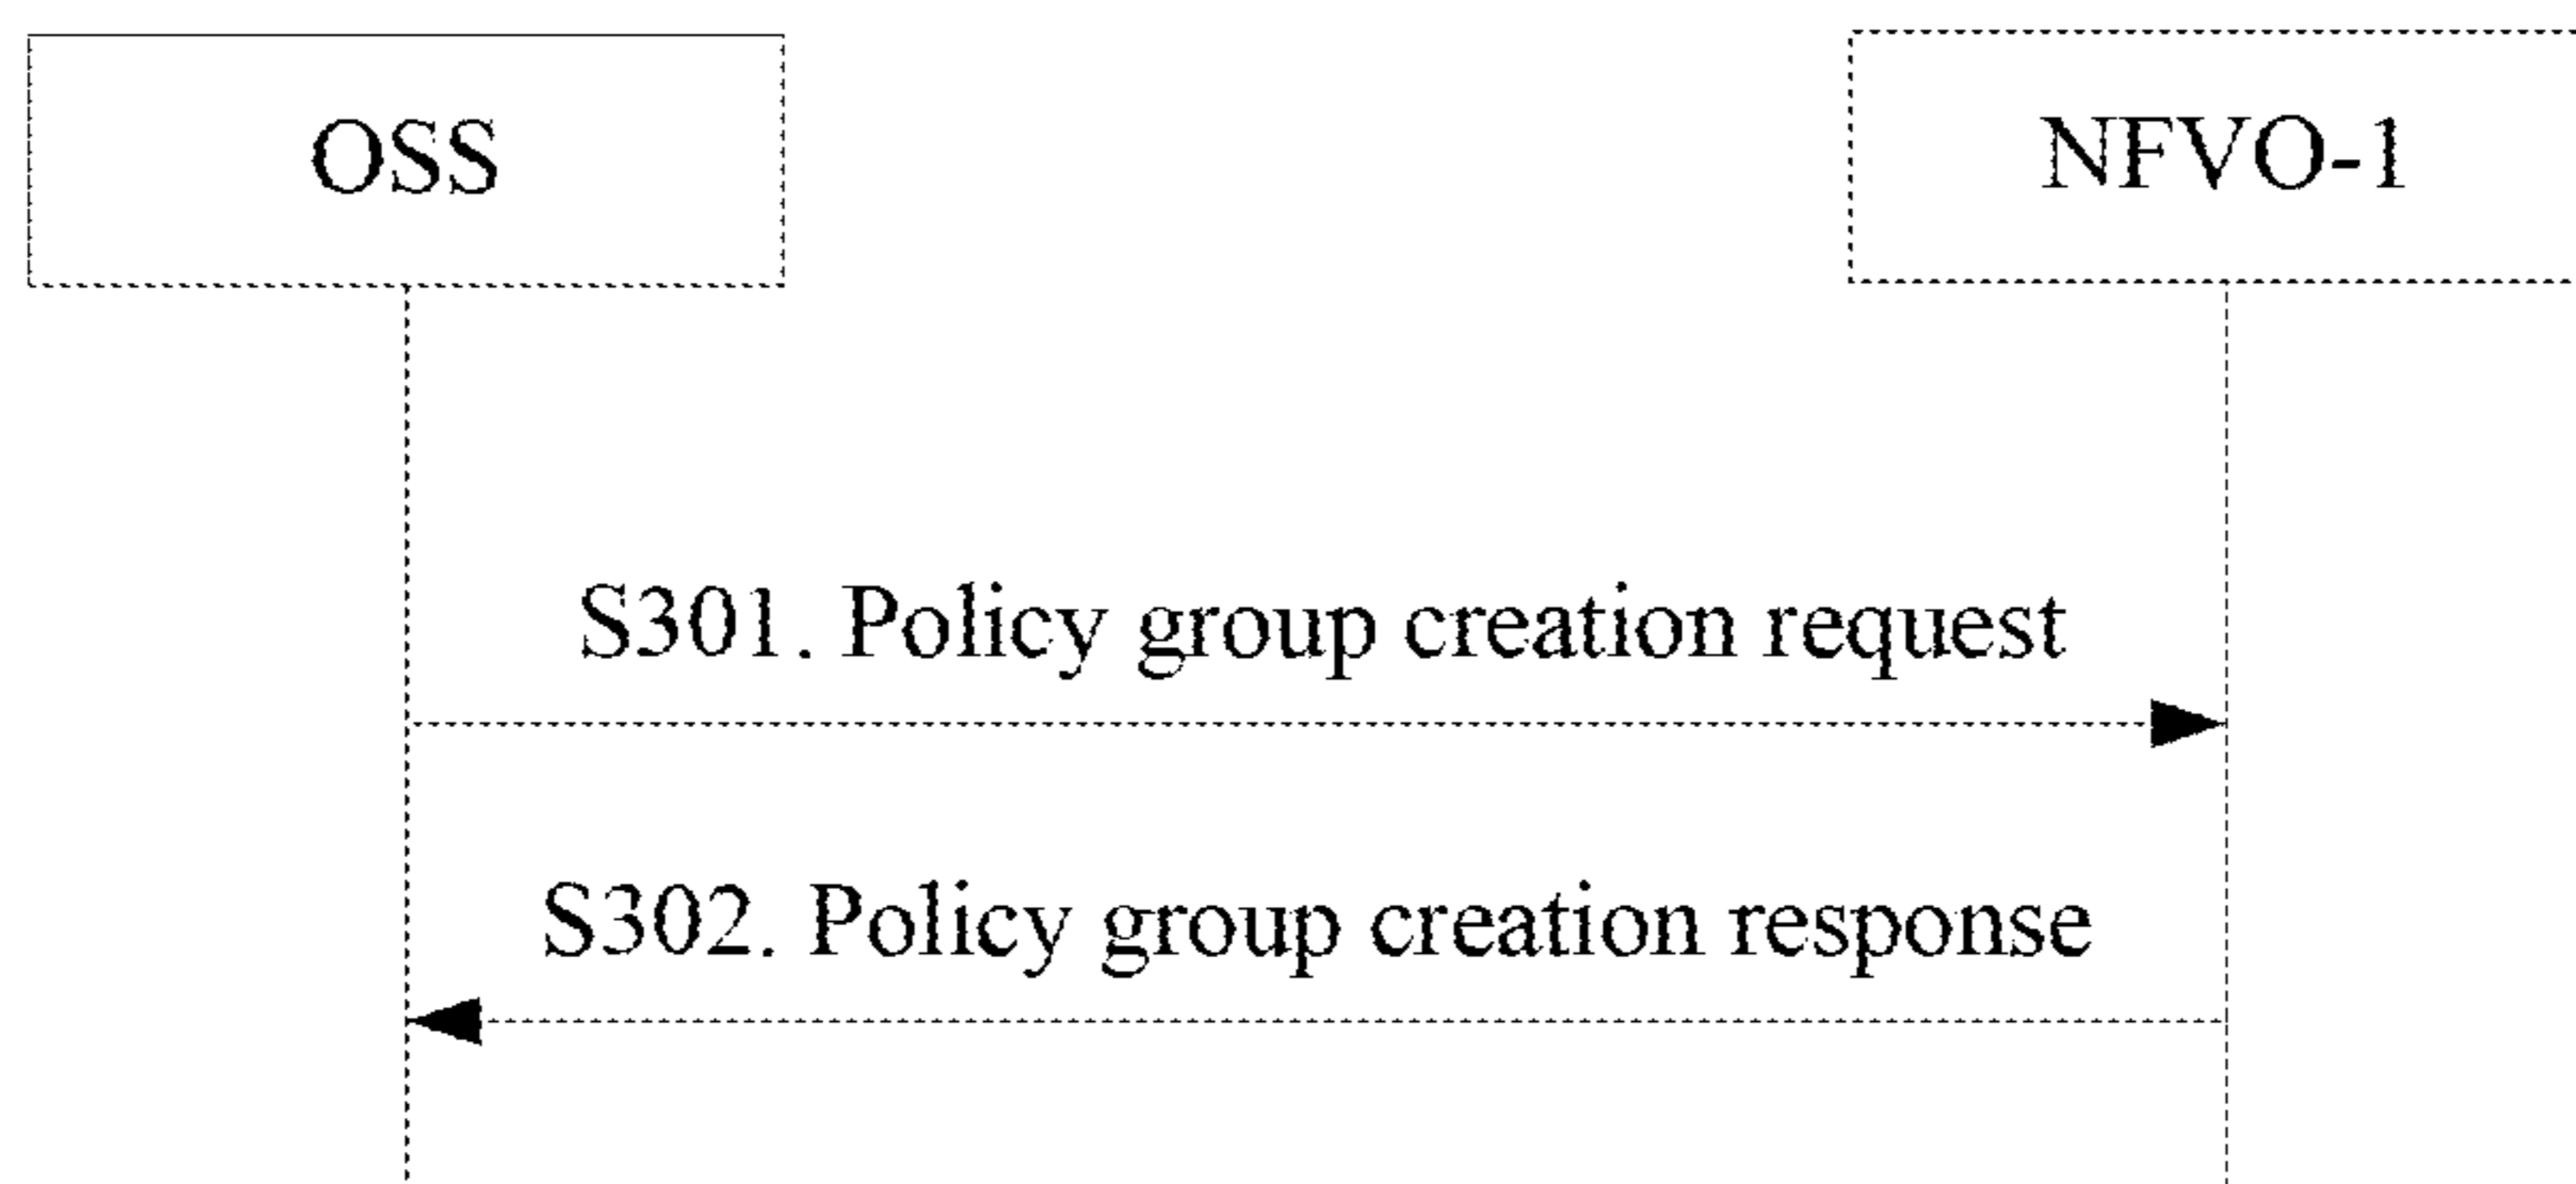 OSS
NFVO-1
S301. Policy group creation request
S302. Policy group creation response